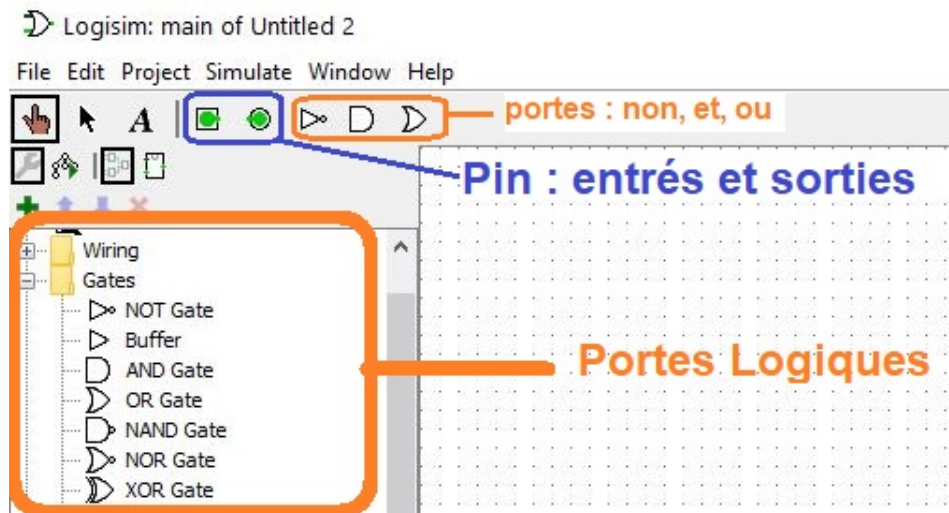 Logisim: main of Untitled 2
File Edit Project Simulate Window Help
A
portes : non, et, ou
Pin : entrés et sorties
Wiring
Gates
NOT Gate
Buffer
AND Gate
OR Gate
NAND Gate
NOR Gate
XOR Gate
Portes Logiques